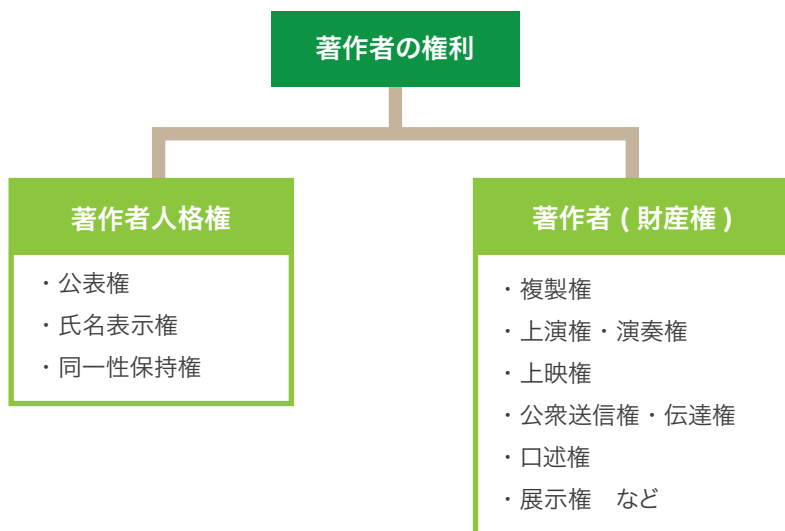 著作者の権利
著作者人格権
・公表権
・氏名表示権
・同一性保持権
著作者 ( 財産権 )
・複製権
・上演権・演奏権
・上映権
・公衆送信権・伝達権
・口述権
・展示権　など